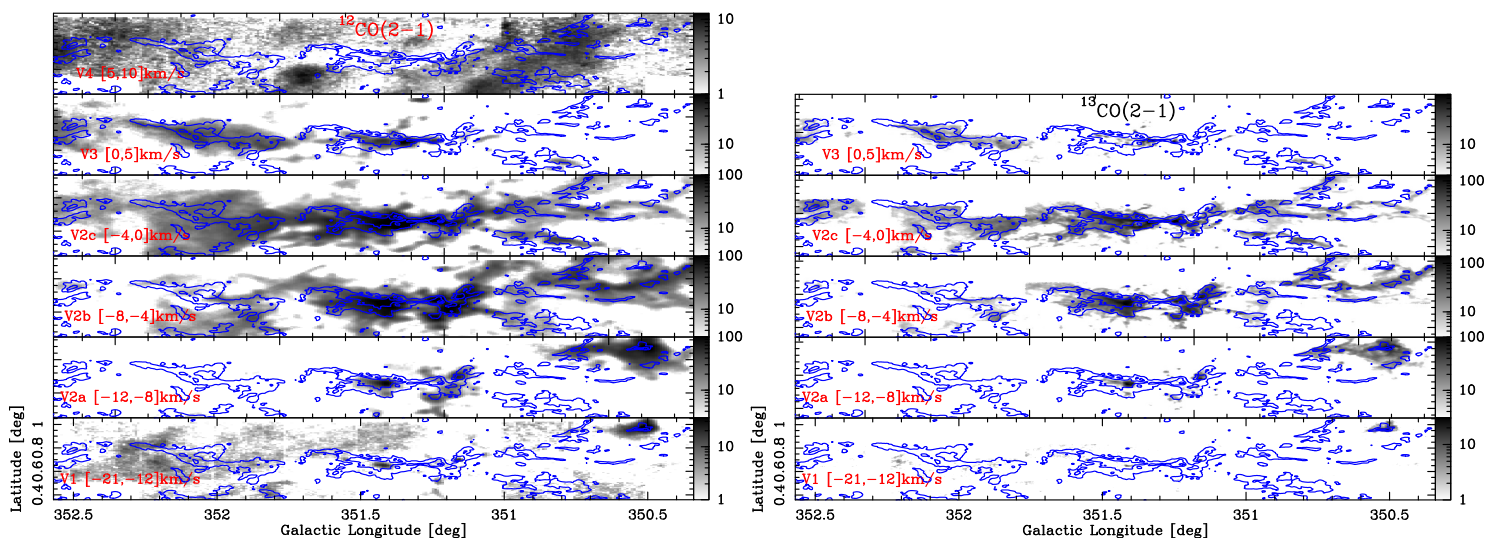 12CO(2-1)
V4 [5,10]km/s
10
1
V3 [0,5]km/s
10
100
V2c [-4,0]km/s
10
100
V2b [-8,-4]km/s
10
100
V2a [-12,-8]km/s
10
V1 [-21,-12]km/s
10
1
Latitude [deg]
0.4 0.6 0.8 1
352.5 352 351.5 351 350.5
Galactic Longitude [deg]
13CO(2-1)
V3 [0,5]km/s
10
100
V2c [-4,0]km/s
10
100
V2b [-8,-4]km/s
10
100
V2a [-12,-8]km/s
10
V1 [-21,-12]km/s
10
1
Latitude [deg]
0.4 0.6 0.8 1
352.5 352 351.5 351 350.5
Galactic Longitude [deg]